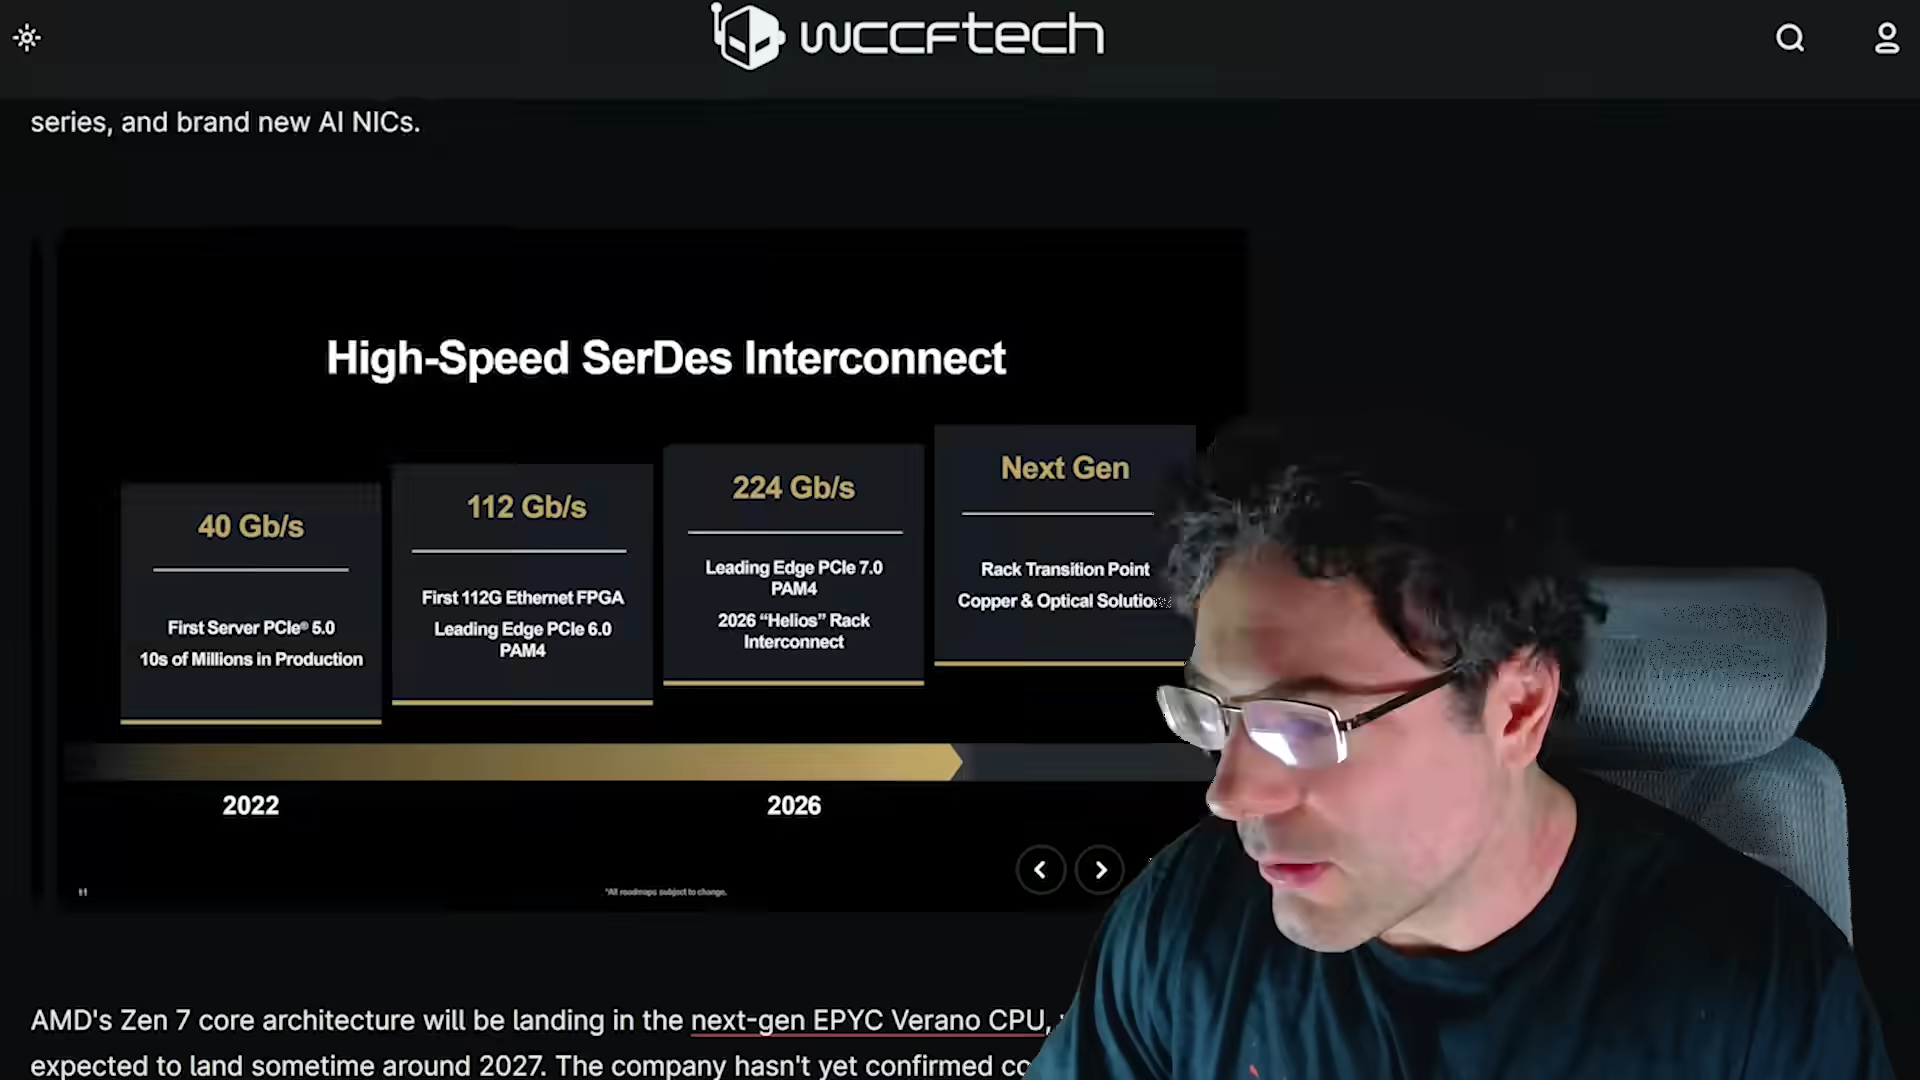 wccftech
series, and brand new AI NICs.
High-Speed SerDes Interconnect
40 Gb/s
First Server PCIe® 5.0
10s of Millions in Production
112 Gb/s
First 112G Ethernet FPGA
Leading Edge PCIe 6.0
PAM4
224 Gb/s
Leading Edge PCIe 7.0
PAM4
2026 “Helios” Rack
Interconnect
Next Gen
Rack Transition Point
Copper & Optical
2022
2026
11
*All roadmaps subject to change.
AMD's Zen 7 core architecture will be landing in the next-gen EPYC Verano CPU,
expected to land sometime around 2027. The company hasn't yet confirmed